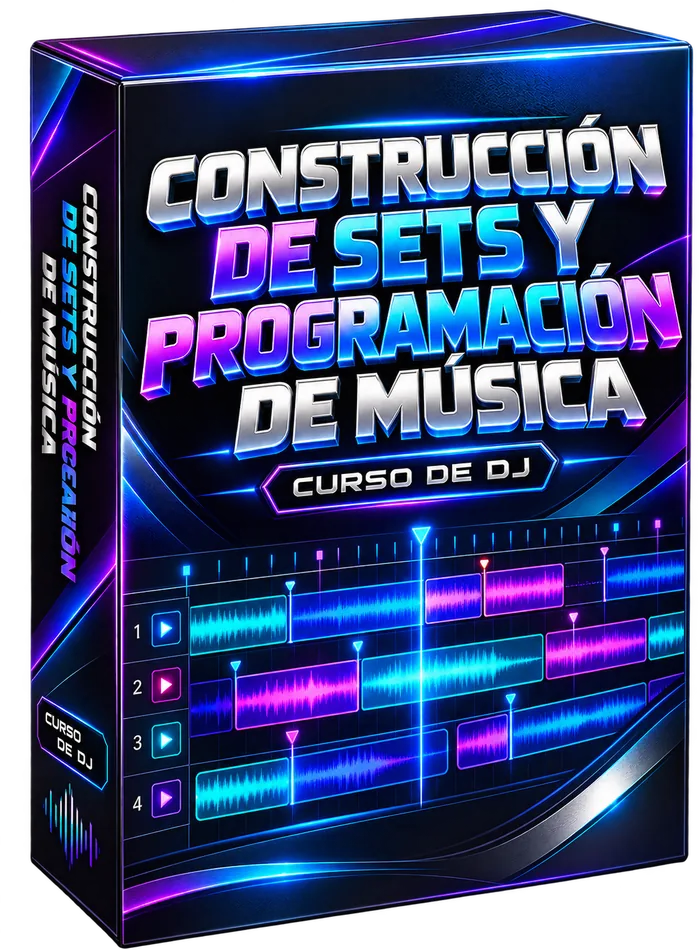 CONSTRUCCIÓN
DE SETS Y
PROGRAMACIÓN
DE MÚSICA
CURSO DE DJ
1
2
3
4
CONSTRUCCIÓN
DE SETS Y
DE MÚSICA
CURSO
DE DJ